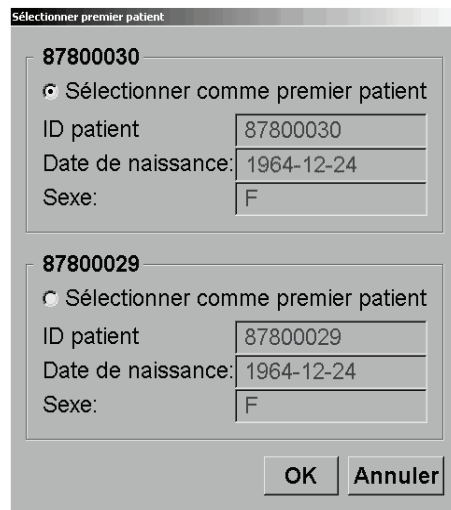 Sélectionner premier patient
87800030
Sélectionner comme premier patient
ID patient 87800030
Date de naissance: 1964-12-24
Sexe: F
87800029
Sélectionner comme premier patient
ID patient 87800029
Date de naissance: 1964-12-24
Sexe: F
OK Annuler